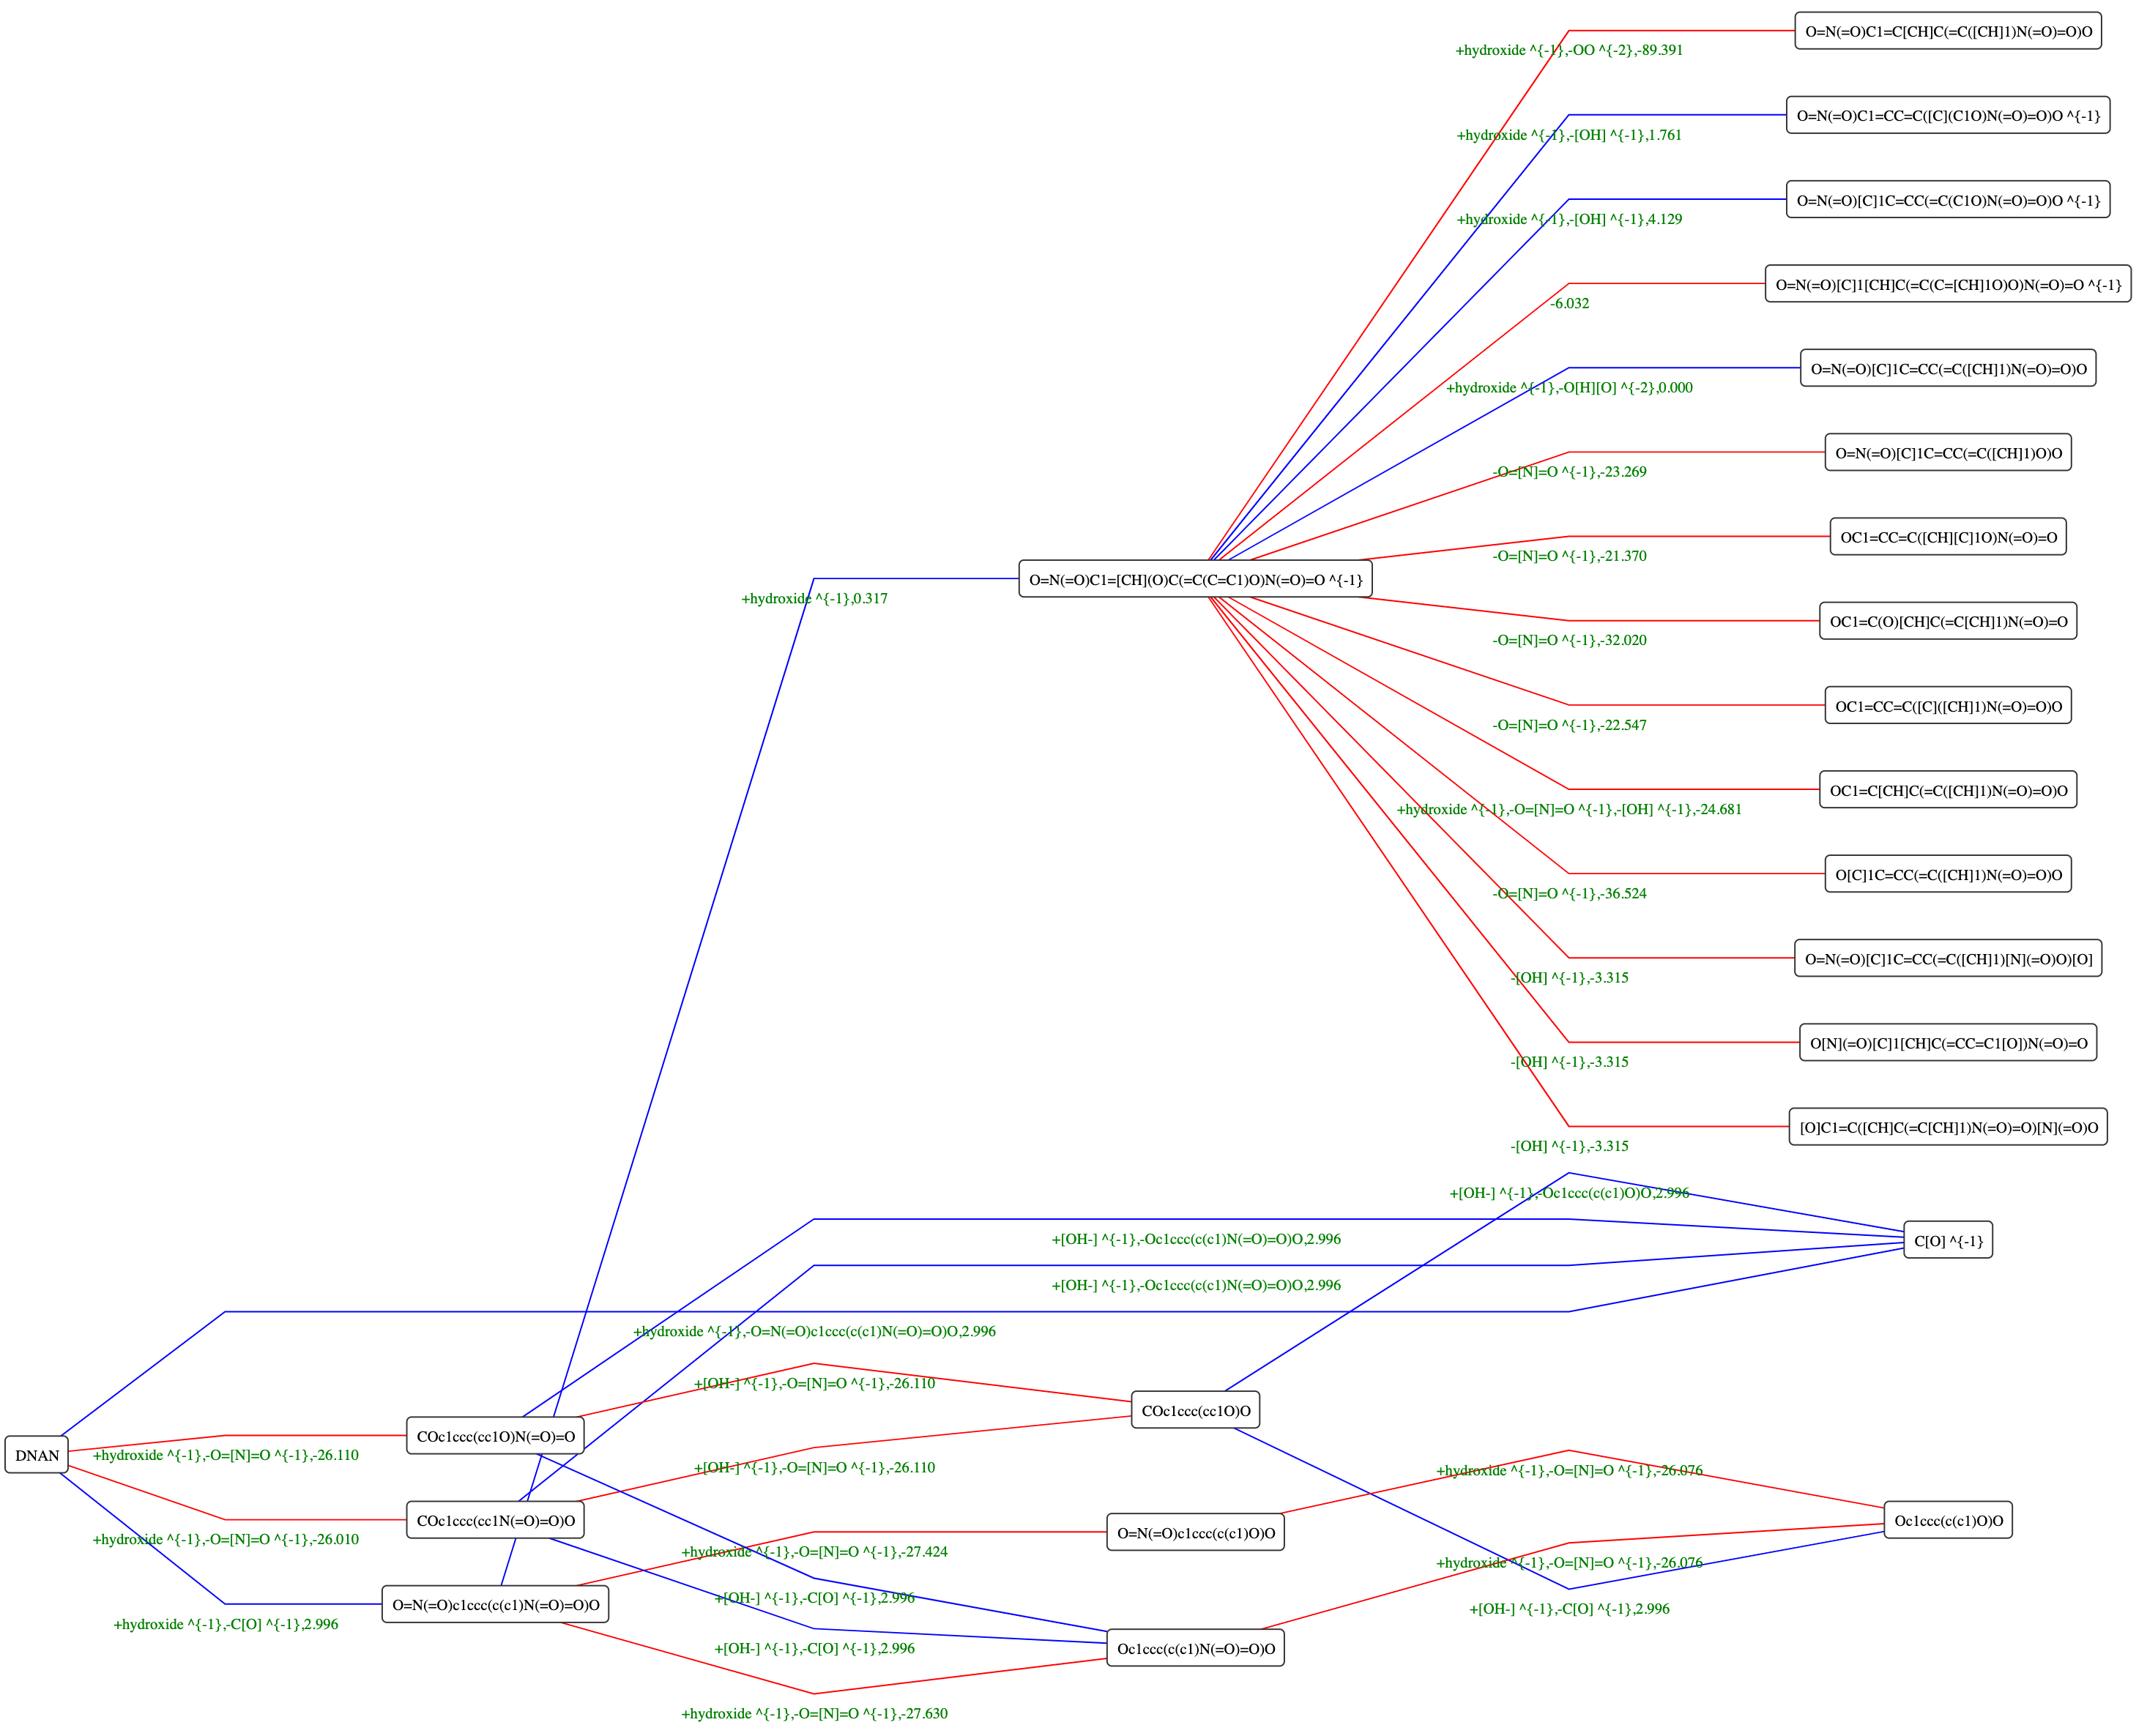 O=N(=O)C1=C[CH]C(=C([CH]1)N(=O)=O)O
+hydroxide ^{-1},-OO ^{-2},-89.391
O=N(=O)C1=CC=C([C](C1O)N(=O)=O)O ^{-1}
+hydroxide ^{-1},-[OH] ^{-1},1.761
O=N(=O)[C]1C=CC(=C(C1O)N(=O)=O)O ^{-1}
+hydroxide ^{-1},-[OH] ^{-1},4.129
O=N(=O)[C]1[CH]C(=C(C=[CH]1O)O)N(=O)=O ^{-1}
-6.032
O=N(=O)[C]1C=CC(=C([CH]1)N(=O)=O)O
+hydroxide ^{-1},-O[H][O] ^{-2},0.000
O=N(=O)[C]1C=CC(=C([CH]1)O)O
-O=[N]=O ^{-1},-23.269
OC1=CC=C([CH][C]1O)N(=O)=O
-O=[N]=O ^{-1},-21.370
O=N(=O)C1=[CH](O)C(=C(C=C1)O)N(=O)=O ^{-1}
+hydroxide ^{-1},0.317
OC1=C(O)[CH]C(=C[CH]1)N(=O)=O
-O=[N]=O ^{-1},-32.020
OC1=CC=C([C]([CH]1)N(=O)=O)O
-O=[N]=O ^{-1},-22.547
OC1=C[CH]C(=C([CH]1)N(=O)=O)O
+hydroxide ^{-1},-O=[N]=O ^{-1},-[OH] ^{-1},-24.681
O[C]1C=CC(=C([CH]1)N(=O)=O)O
-O=[N]=O ^{-1},-36.524
O=N(=O)[C]1C=CC(=C([CH]1)[N](=O)O)[O]
-[OH] ^{-1},-3.315
O[N](=O)[C]1[CH]C(=CC=C1[O])N(=O)=O
-[OH] ^{-1},-3.315
[O]C1=C([CH]C(=C[CH]1)N(=O)=O)[N](=O)O
-[OH] ^{-1},-3.315
+[OH-] ^{-1},-Oc1ccc(c(c1)O)O,2.996
+[OH-] ^{-1},-Oc1ccc(c(c1)N(=O)=O)O,2.996
C[O] ^{-1}
+[OH-] ^{-1},-Oc1ccc(c(c1)N(=O)=O)O,2.996
+hydroxide ^{-1},-O=N(=O)c1ccc(c(c1)N(=O)=O)O,2.996
+[OH-] ^{-1},-O=[N]=O ^{-1},-26.110
COc1ccc(cc1O)O
COc1ccc(cc1O)N(=O)=O
DNAN
+hydroxide ^{-1},-O=[N]=O ^{-1},-26.110
+[OH-] ^{-1},-O=[N]=O ^{-1},-26.110
+hydroxide ^{-1},-O=[N]=O ^{-1},-26.076
COc1ccc(cc1N(=O)=O)O
Oc1ccc(c(c1)O)O
O=N(=O)c1ccc(c(c1)O)O
+hydroxide ^{-1},-O=[N]=O ^{-1},-26.010
+hydroxide ^{-1},-O=[N]=O ^{-1},-27.424
+hydroxide ^{-1},-O=[N]=O ^{-1},-26.076
+[OH-] ^{-1},-C[O] ^{-1},2.996
O=N(=O)c1ccc(c(c1)N(=O)=O)O
+[OH-] ^{-1},-C[O] ^{-1},2.996
+hydroxide ^{-1},-C[O] ^{-1},2.996
+[OH-] ^{-1},-C[O] ^{-1},2.996
Oc1ccc(c(c1)N(=O)=O)O
+hydroxide ^{-1},-O=[N]=O ^{-1},-27.630